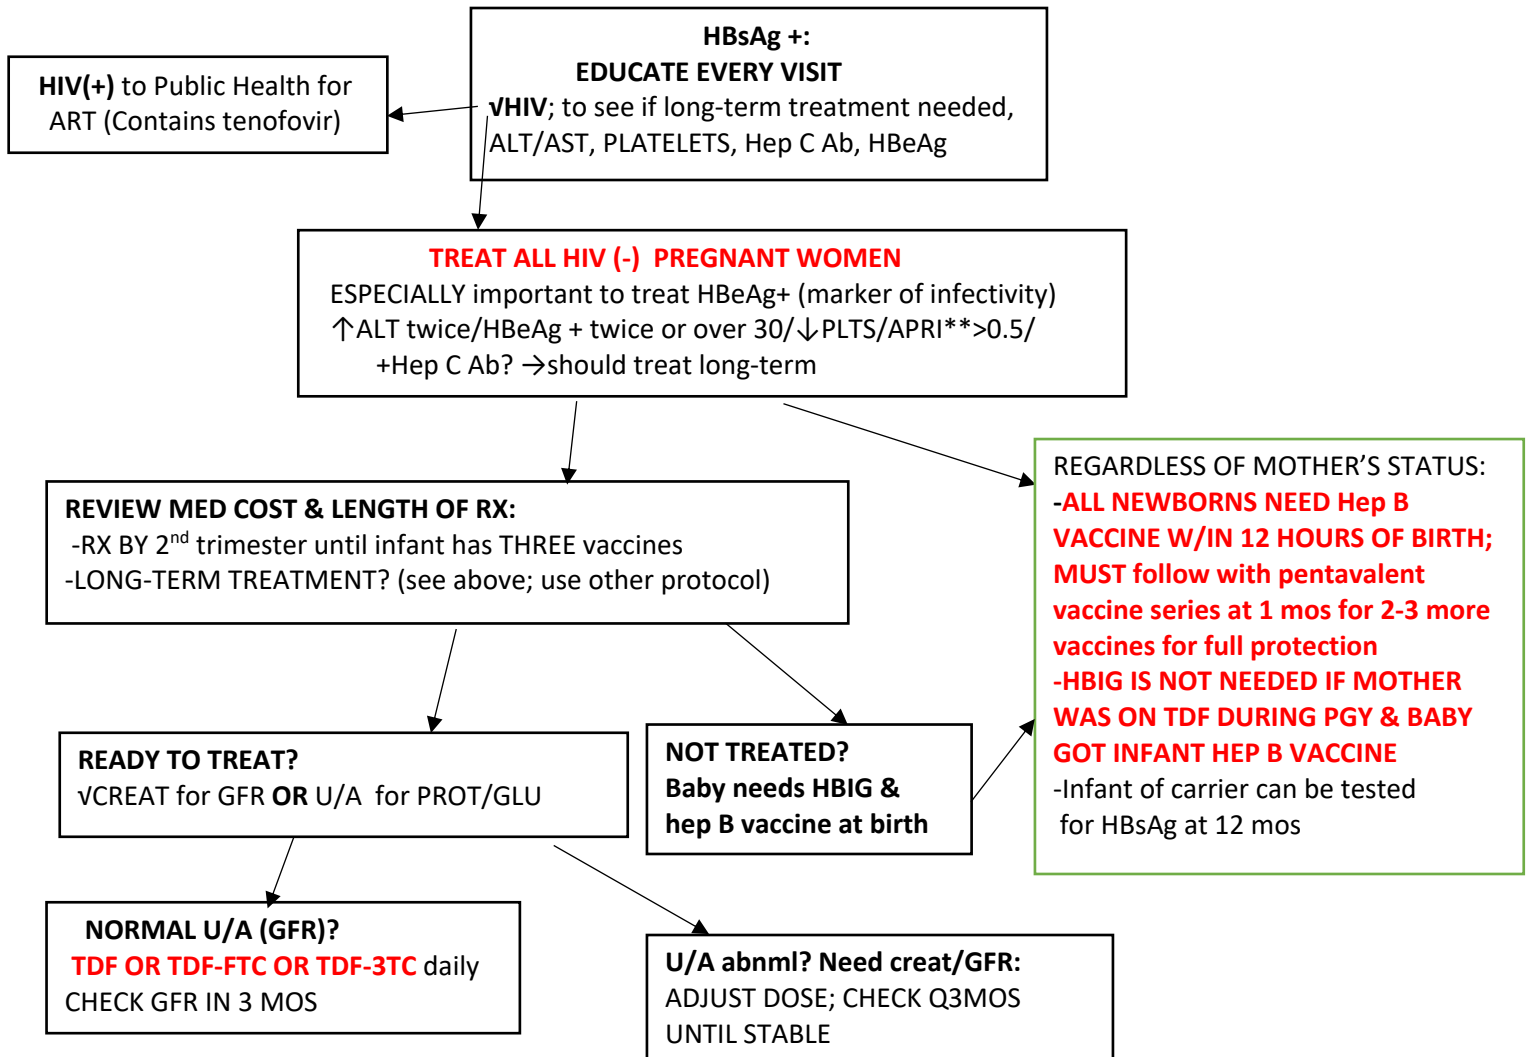 HBsAg +:
EDUCATE EVERY VISIT
√HIV; to see if long-term treatment needed,
ALT/AST, PLATELETS, Hep C Ab, HBeAg
HIV(+) to Public Health for
ART (Contains tenofovir)
TREAT ALL HIV (-) PREGNANT WOMEN
ESPECIALLY important to treat HBeAg+ (marker of infectivity)
↑ALT twice/HBeAg + twice or over 30/↓PLTS/APRI**>0.5/
+Hep C Ab? →should treat long-term
REVIEW MED COST & LENGTH OF RX:
-RX BY 2nd trimester until infant has THREE vaccines
-LONG-TERM TREATMENT? (see above; use other protocol)
REGARDLESS OF MOTHER'S STATUS:
-ALL NEWBORNS NEED Hep B
VACCINE W/IN 12 HOURS OF BIRTH;
MUST follow with pentavalent
vaccine series at 1 mos for 2-3 more
vaccines for full protection
-HBIG IS NOT NEEDED IF MOTHER
WAS ON TDF DURING PGY & BABY
GOT INFANT HEP B VACCINE
-Infant of carrier can be tested
for HBsAg at 12 mos
READY TO TREAT?
√CREAT for GFR OR U/A for PROT/GLU
NOT TREATED?
Baby needs HBIG &
hep B vaccine at birth
NORMAL U/A (GFR)?
TDF OR TDF-FTC OR TDF-3TC daily
CHECK GFR IN 3 MOS
U/A abnml? Need creat/GFR:
ADJUST DOSE; CHECK Q3MOS
UNTIL STABLE